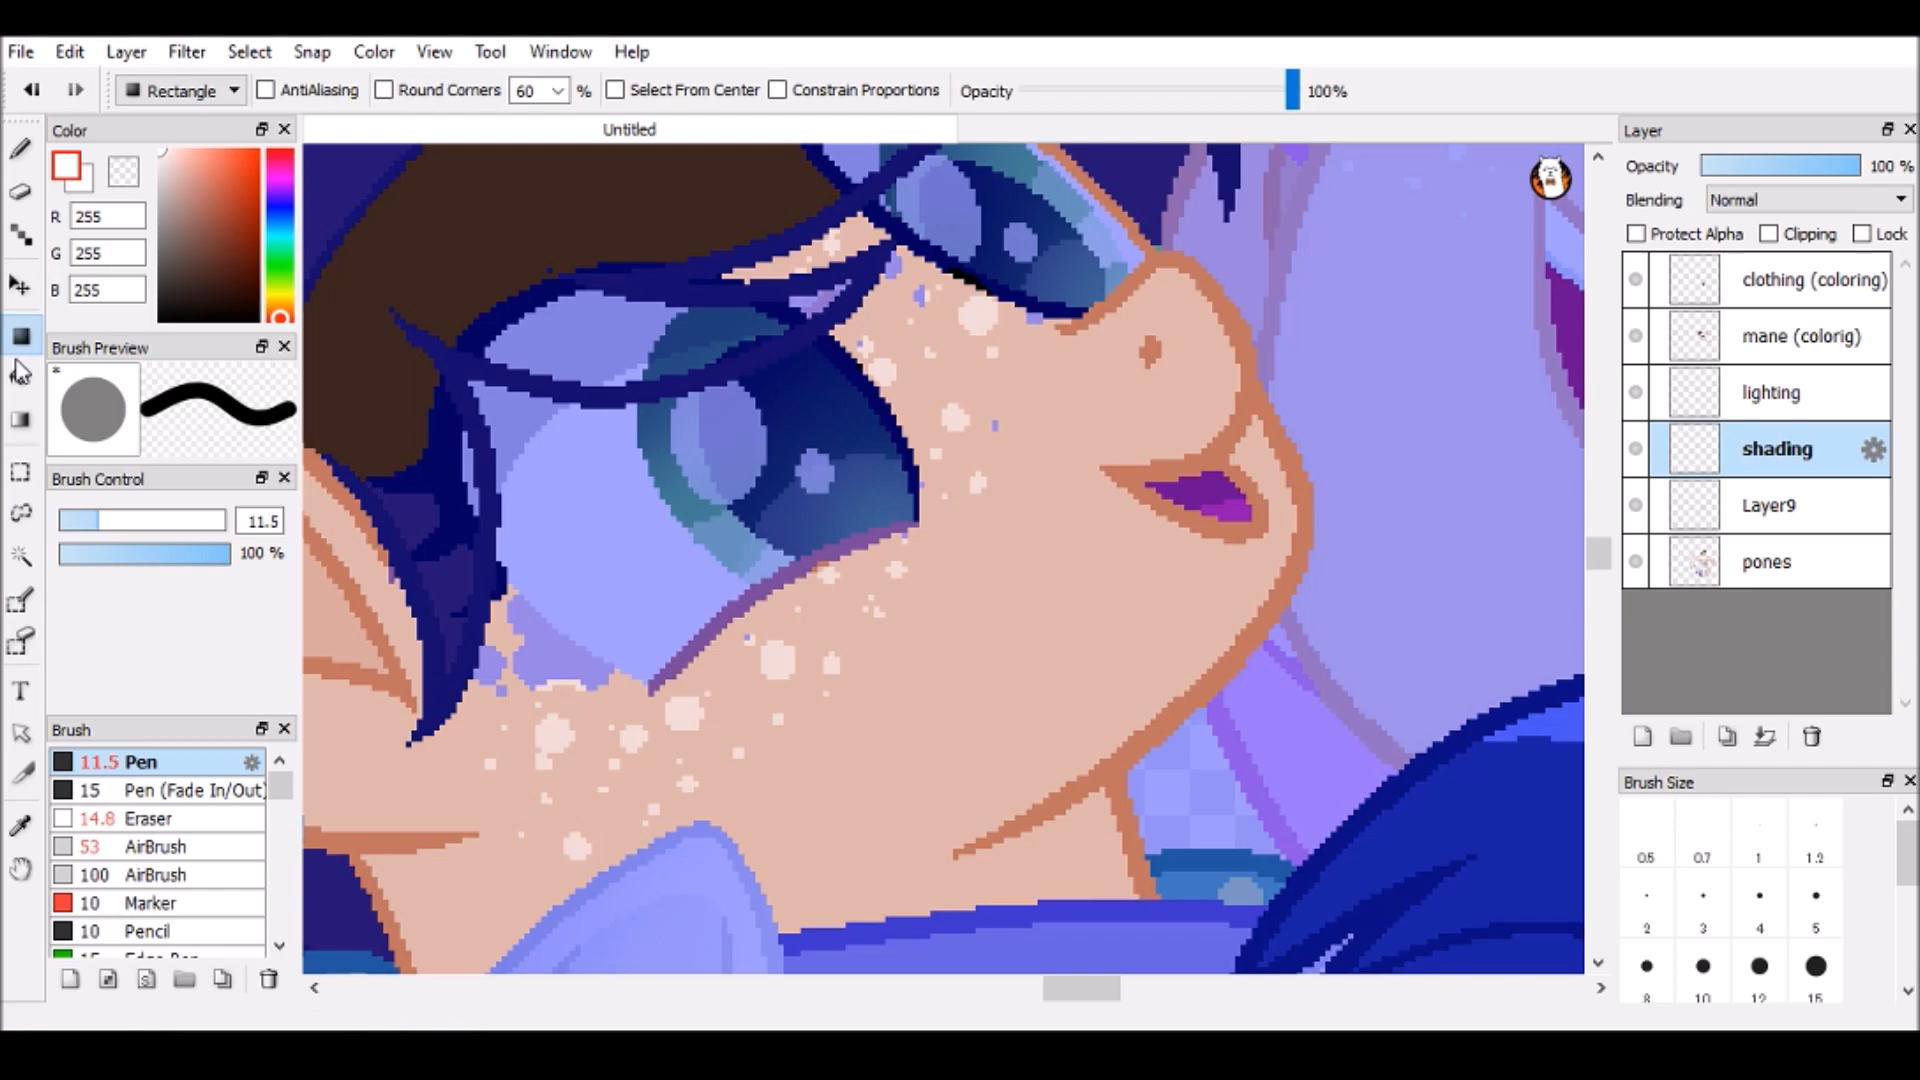 File Edit Layer Filter Select Snap Color View Tool Window Help
Rectangle AntiAliasing Round Corners 60 % Select From Center Constrain Proportions Opacity 100%
Color
R 255
G 255
B 255
Brush Preview
Brush Control
11.5
100 %
Brush
11.5 Pen
15 Pen (Fade In/Out)
14.8 Eraser
53 AirBrush
100 AirBrush
10 Marker
10 Pencil
T
Untitled
Layer
Opacity 100 %
Blending Normal
Protect Alpha Clipping Lock
clothing (coloring)
mane (colorig)
lighting
shading
Layer9
pones
Brush Size
0.5 0.7 1 1.2
2 3 4 5
8 10 12 15